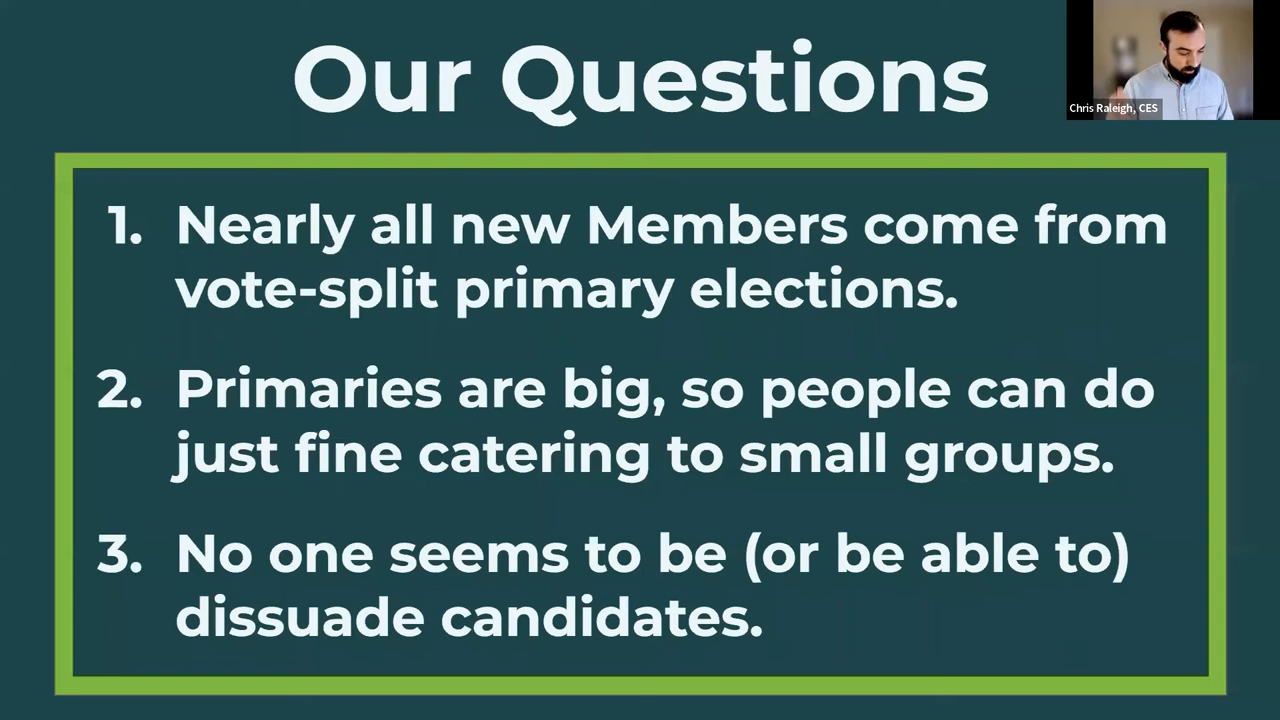 Our Questions
Chris Raleigh, CES
1. Nearly all new Members come from
vote-split primary elections.
2. Primaries are big, so people can do
just fine catering to small groups.
3. No one seems to be (or be able to)
dissuade candidates.